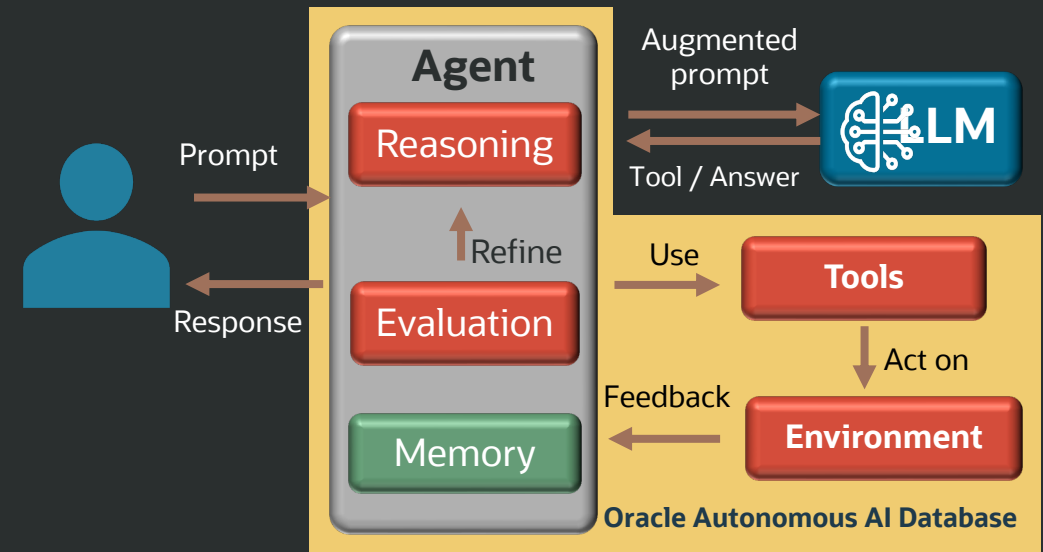 Agent
Reasoning
Refine
Evaluation
Memory
Prompt
Response
Augmented
prompt
Tool / Answer
LLM
Use
Tools
Act on
Environment
Feedback
Oracle Autonomous AI Database